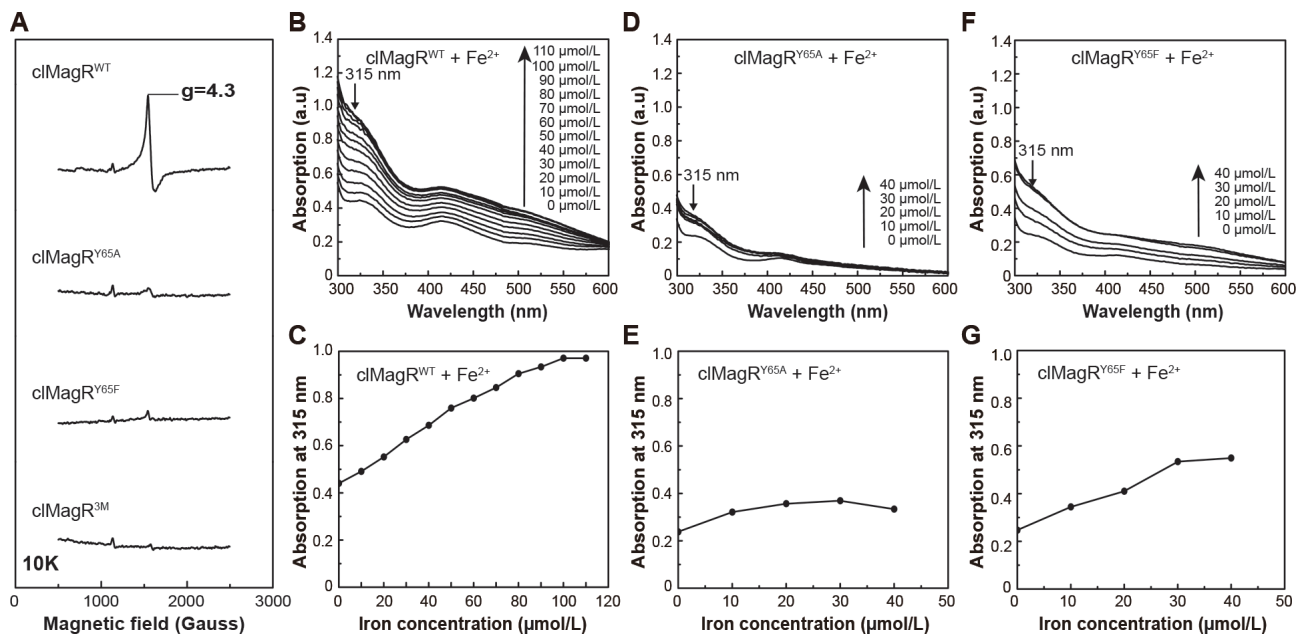 A
clMagR^WT
g=4.3
clMagR^Y65A
clMagR^Y65F
clMagR^3M
10K
0
1000
2000
3000
Magnetic field (Gauss)
B
clMagR^WT + Fe²⁺
315 nm
110 µmol/L
100 µmol/L
90 µmol/L
80 µmol/L
70 µmol/L
60 µmol/L
50 µmol/L
40 µmol/L
30 µmol/L
20 µmol/L
10 µmol/L
0 µmol/L
Absorption (a.u)
1.4
1.2
1.0
0.8
0.6
0.4
0.2
0
300 350 400 450 500 550 600
Wavelength (nm)
D
clMagR^Y65A + Fe²⁺
315 nm
40 µmol/L
30 µmol/L
20 µmol/L
10 µmol/L
0 µmol/L
Absorption (a.u)
1.4
1.2
1.0
0.8
0.6
0.4
0.2
0
300 350 400 450 500 550 600
Wavelength (nm)
F
clMagR^Y65F + Fe²⁺
315 nm
40 µmol/L
30 µmol/L
20 µmol/L
10 µmol/L
0 µmol/L
Absorption (a.u)
1.4
1.2
1.0
0.8
0.6
0.4
0.2
0
300 350 400 450 500 550 600
Wavelength (nm)
C
clMagR^WT + Fe²⁺
Absorption at 315 nm
1.0
0.8
0.6
0.4
0.2
0
0 20 40 60 80 100 120
Iron concentration (µmol/L)
E
clMagR^Y65A + Fe²⁺
Absorption at 315 nm
1.0
0.8
0.6
0.4
0.2
0
0 10 20 30 40 50
Iron concentration (µmol/L)
G
clMagR^Y65F + Fe²⁺
Absorption at 315 nm
1.0
0.8
0.6
0.4
0.2
0
0 10 20 30 40 50
Iron concentration (µmol/L)